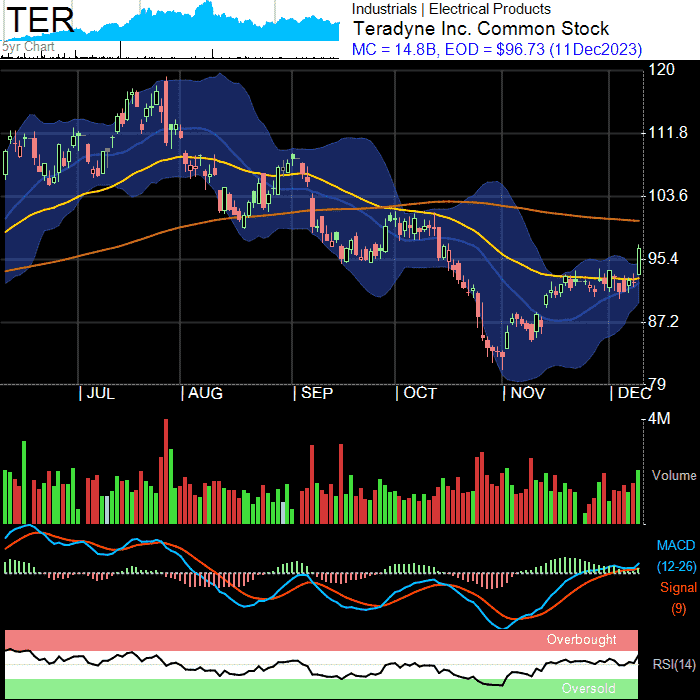 TER
5yr Chart
Industrials | Electrical Products
Teradyne Inc. Common Stock
MC = 14.8B, EOD = $96.73 (11Dec2023)
120
111.8
103.6
95.4
87.2
79
| JUL | AUG | SEP | OCT | NOV | DEC
4M
Volume
MACD
(12-26)
Signal
(9)
Overbought
RSI(14)
Oversold